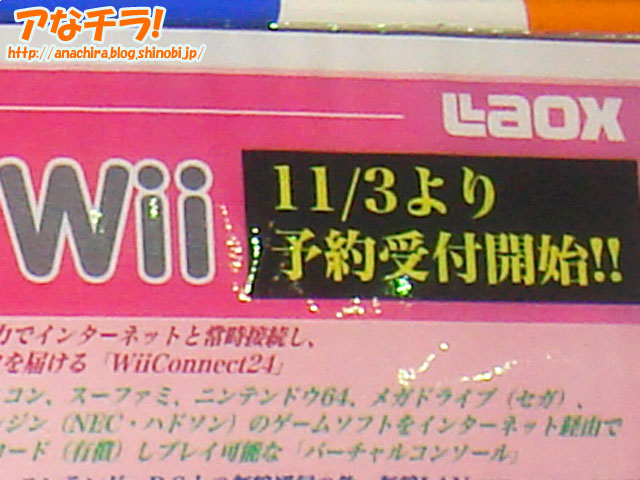 アなチラ!
http://anachira.blog.shinobi.jp/
Laox
Wii
11/3より
予約受付開始!!
力でインターネットと常時接続し、
を届ける「WiiConnect24」
コン、スーファミ、ニンテンドウ64、メガドライブ(セガ)、
ジン(NEC・ハドソン)のゲームソフトをインターネット経由で
ロード(有償)しプレイ可能な「バーチャルコンソール」